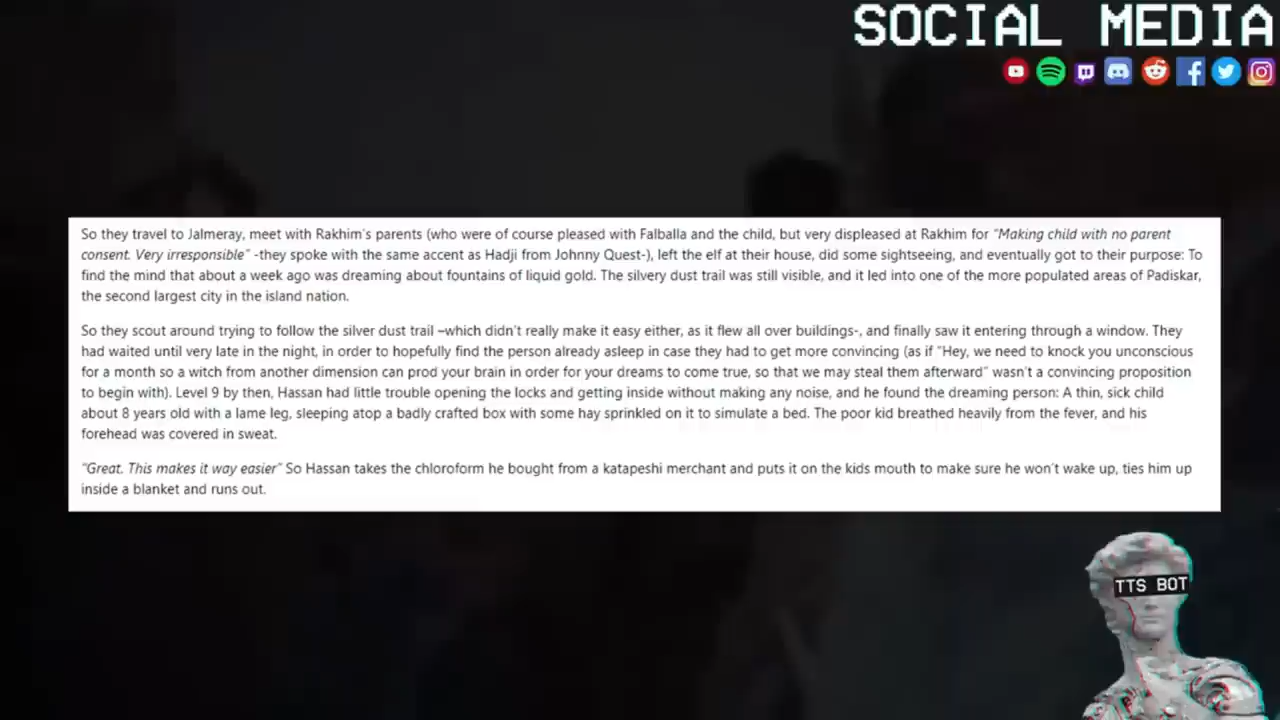 SOCIAL MEDIA
So they travel to Jalmeray, meet with Rakhim's parents (who were of course pleased with Falballa and the child, but very displeased at Rakhim for "Making child with no parent
consent. Very irresponsible" -they spoke with the same accent as Hadji from Johnny Quest-), left the elf at their house, did some sightseeing, and eventually got to their purpose: To
find the mind that about a week ago was dreaming about fountains of liquid gold. The silvery dust trail was still visible, and it led into one of the more populated areas of Padiskar,
the second largest city in the island nation.
So they scout around trying to follow the silver dust trail –which didn't really make it easy either, as it flew all over buildings-, and finally saw it entering through a window. They
had waited until very late in the night, in order to hopefully find the person already asleep in case they had to get more convincing (as if "Hey, we need to knock you unconscious
for a month so a witch from another dimension can prod your brain in order for your dreams to come true, so that we may steal them afterward" wasn't a convincing proposition
to begin with). Level 9 by then, Hassan had little trouble opening the locks and getting inside without making any noise, and he found the dreaming person: A thin, sick child
about 8 years old with a lame leg, sleeping atop a badly crafted box with some hay sprinkled on it to simulate a bed. The poor kid breathed heavily from the fever, and his
forehead was covered in sweat.
"Great. This makes it way easier" So Hassan takes the chloroform he bought from a katapeshi merchant and puts it on the kids mouth to make sure he won't wake up, ties him up
inside a blanket and runs out.
TTS BOT